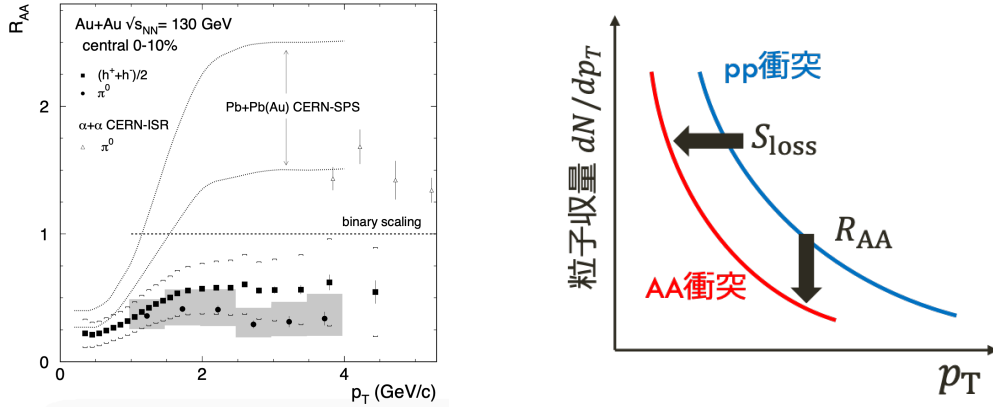 R_AA
Au+Au √s_NN = 130 GeV
central 0-10%
(h⁺+h⁻)/2
π⁰
α+α CERN-ISR
π⁰
Pb+Pb(Au) CERN-SPS
binary scaling
2
1
0
0
2
4
p_T (GeV/c)
粒子収量 dN/dp_T
pp衝突
S_loss
R_AA
AA衝突
p_T